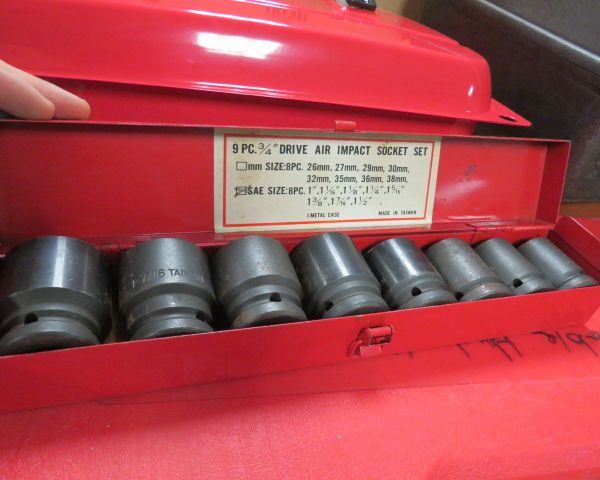 9 PC. 3/4" DRIVE AIR IMPACT SOCKET SET
mm SIZE:8PC. 26mm, 27mm, 29mm, 30mm,
32mm, 35mm, 36mm, 38mm,
SAE SIZE:8PC. 1", 1 1/16", 1 1/8", 1 1/4", 1 5/16"
1 3/8", 1 7/16", 1 1/2"
1 METAL CASE MADE IN TAIWAN
1-7/16 TAIWAN